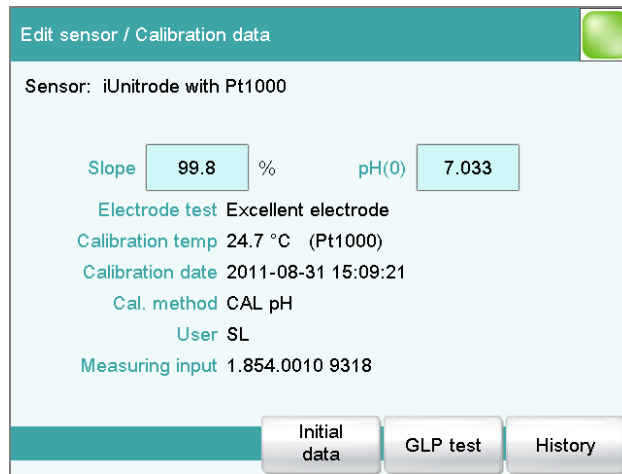 Edit sensor / Calibration data
Sensor: iUnitrode with Pt1000
Slope 99.8 % pH(0) 7.033
Electrode test Excellent electrode
Calibration temp 24.7 °C (Pt1000)
Calibration date 2011-08-31 15:09:21
Cal. method CAL pH
User SL
Measuring input 1.854.0010 9318
Initial
data
GLP test
History